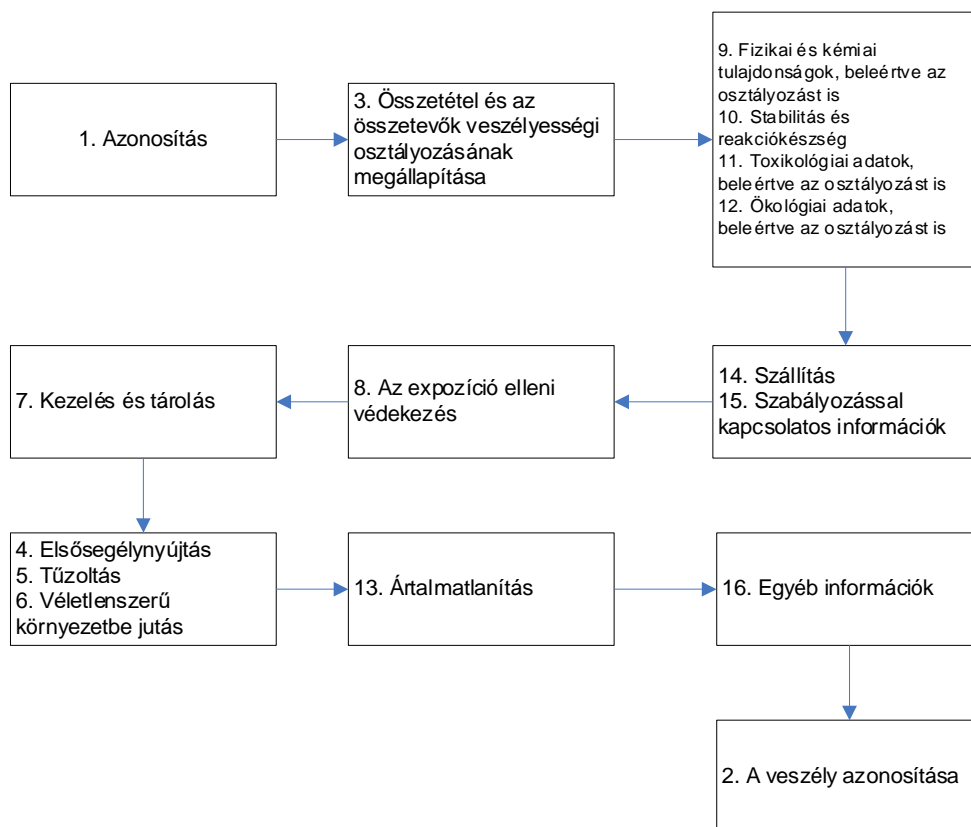 1. Azonosítás
3. Összetétel és az
összetevők veszélyességi
osztályozásának
megállapítása
9. Fizikai és kémiai
tulajdonságok, beleértve az
osztályozást is
10. Stabilitás és
reakciókészség
11. Toxikológiai adatok,
beleértve az osztályozást is
12. Ökológiai adatok,
beleértve az osztályozást is
7. Kezelés és tárolás
8. Az expozíció elleni
védekezés
14. Szállítás
15. Szabályozással
kapcsolatos információk
4. Elsősegélynyújtás
5. Tűzoltás
6. Véletlenszerű
környezetbe jutás
13. Ártalmatlanítás
16. Egyéb információk
2. A veszély azonosítása